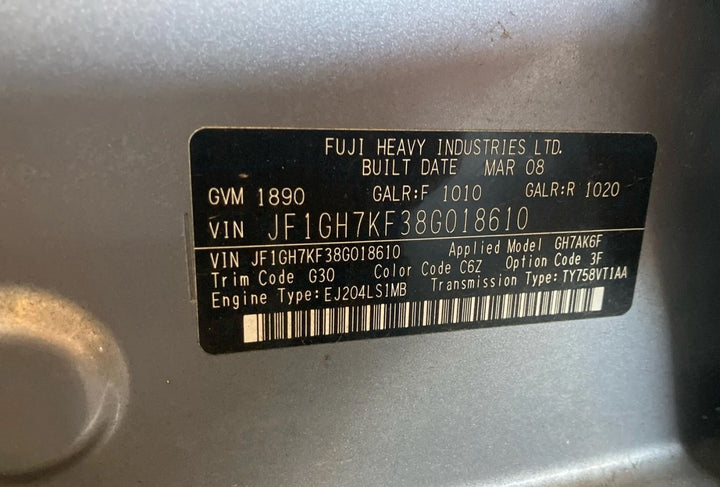 FUJI HEAVY INDUSTRIES LTD.
BUILT DATE MAR 08
GVM 1890 GALR:F 1010 GALR:R 1020
VIN JF1GH7KF38G018610
VIN JF1GH7KF38G018610 Applied Model GH7AK6F
Trim Code G30 Color Code C6Z Option Code 3F
Engine Type:EJ204LS1MB Transmission Type:TY758VT1AA